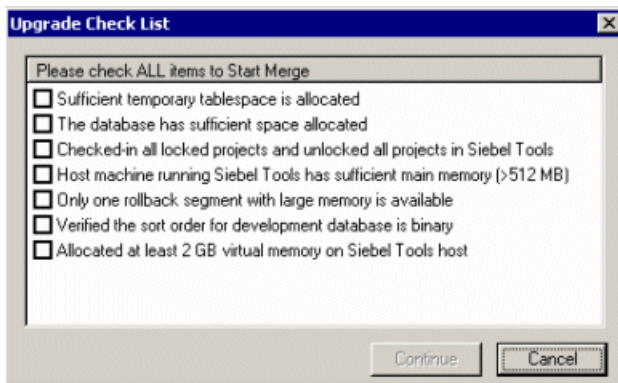 Upgrade Check List
Please check ALL items to Start Merge
Sufficient temporary tablespace is allocated
The database has sufficient space allocated
Checked-in all locked projects and unlocked all projects in Siebel Tools
Host machine running Siebel Tools has sufficient main memory (>512 MB)
Only one rollback segment with large memory is available
Verified the sort order for development database is binary
Allocated at least 2 GB virtual memory on Siebel Tools host
Continue
Cancel